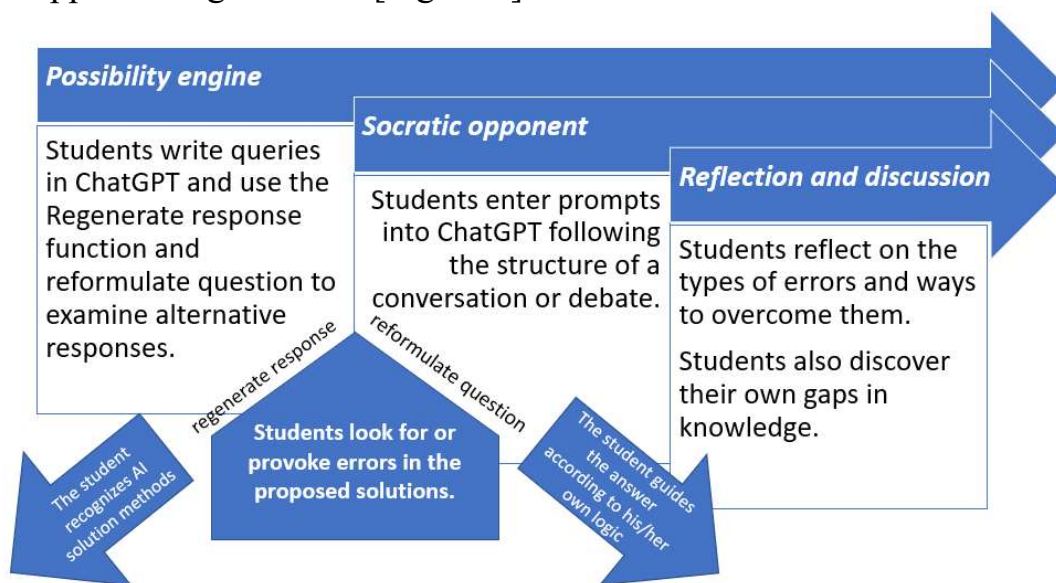 Possibility engine
Students write queries
in ChatGPT and use the
Regenerate response
function and
reformulate question to
examine alternative
responses.
Socratic opponent
Students enter prompts
into ChatGPT following
the structure of a
conversation or debate.
Reflection and discussion
Students reflect on the
types of errors and ways
to overcome them.
Students also discover
their own gaps in
knowledge.
regenerate response
reformulate question
Students look for or
provoke errors in the
proposed solutions.
The student
recognizes AI
solution methods
The student guides
the answer
according to his/her
own logic